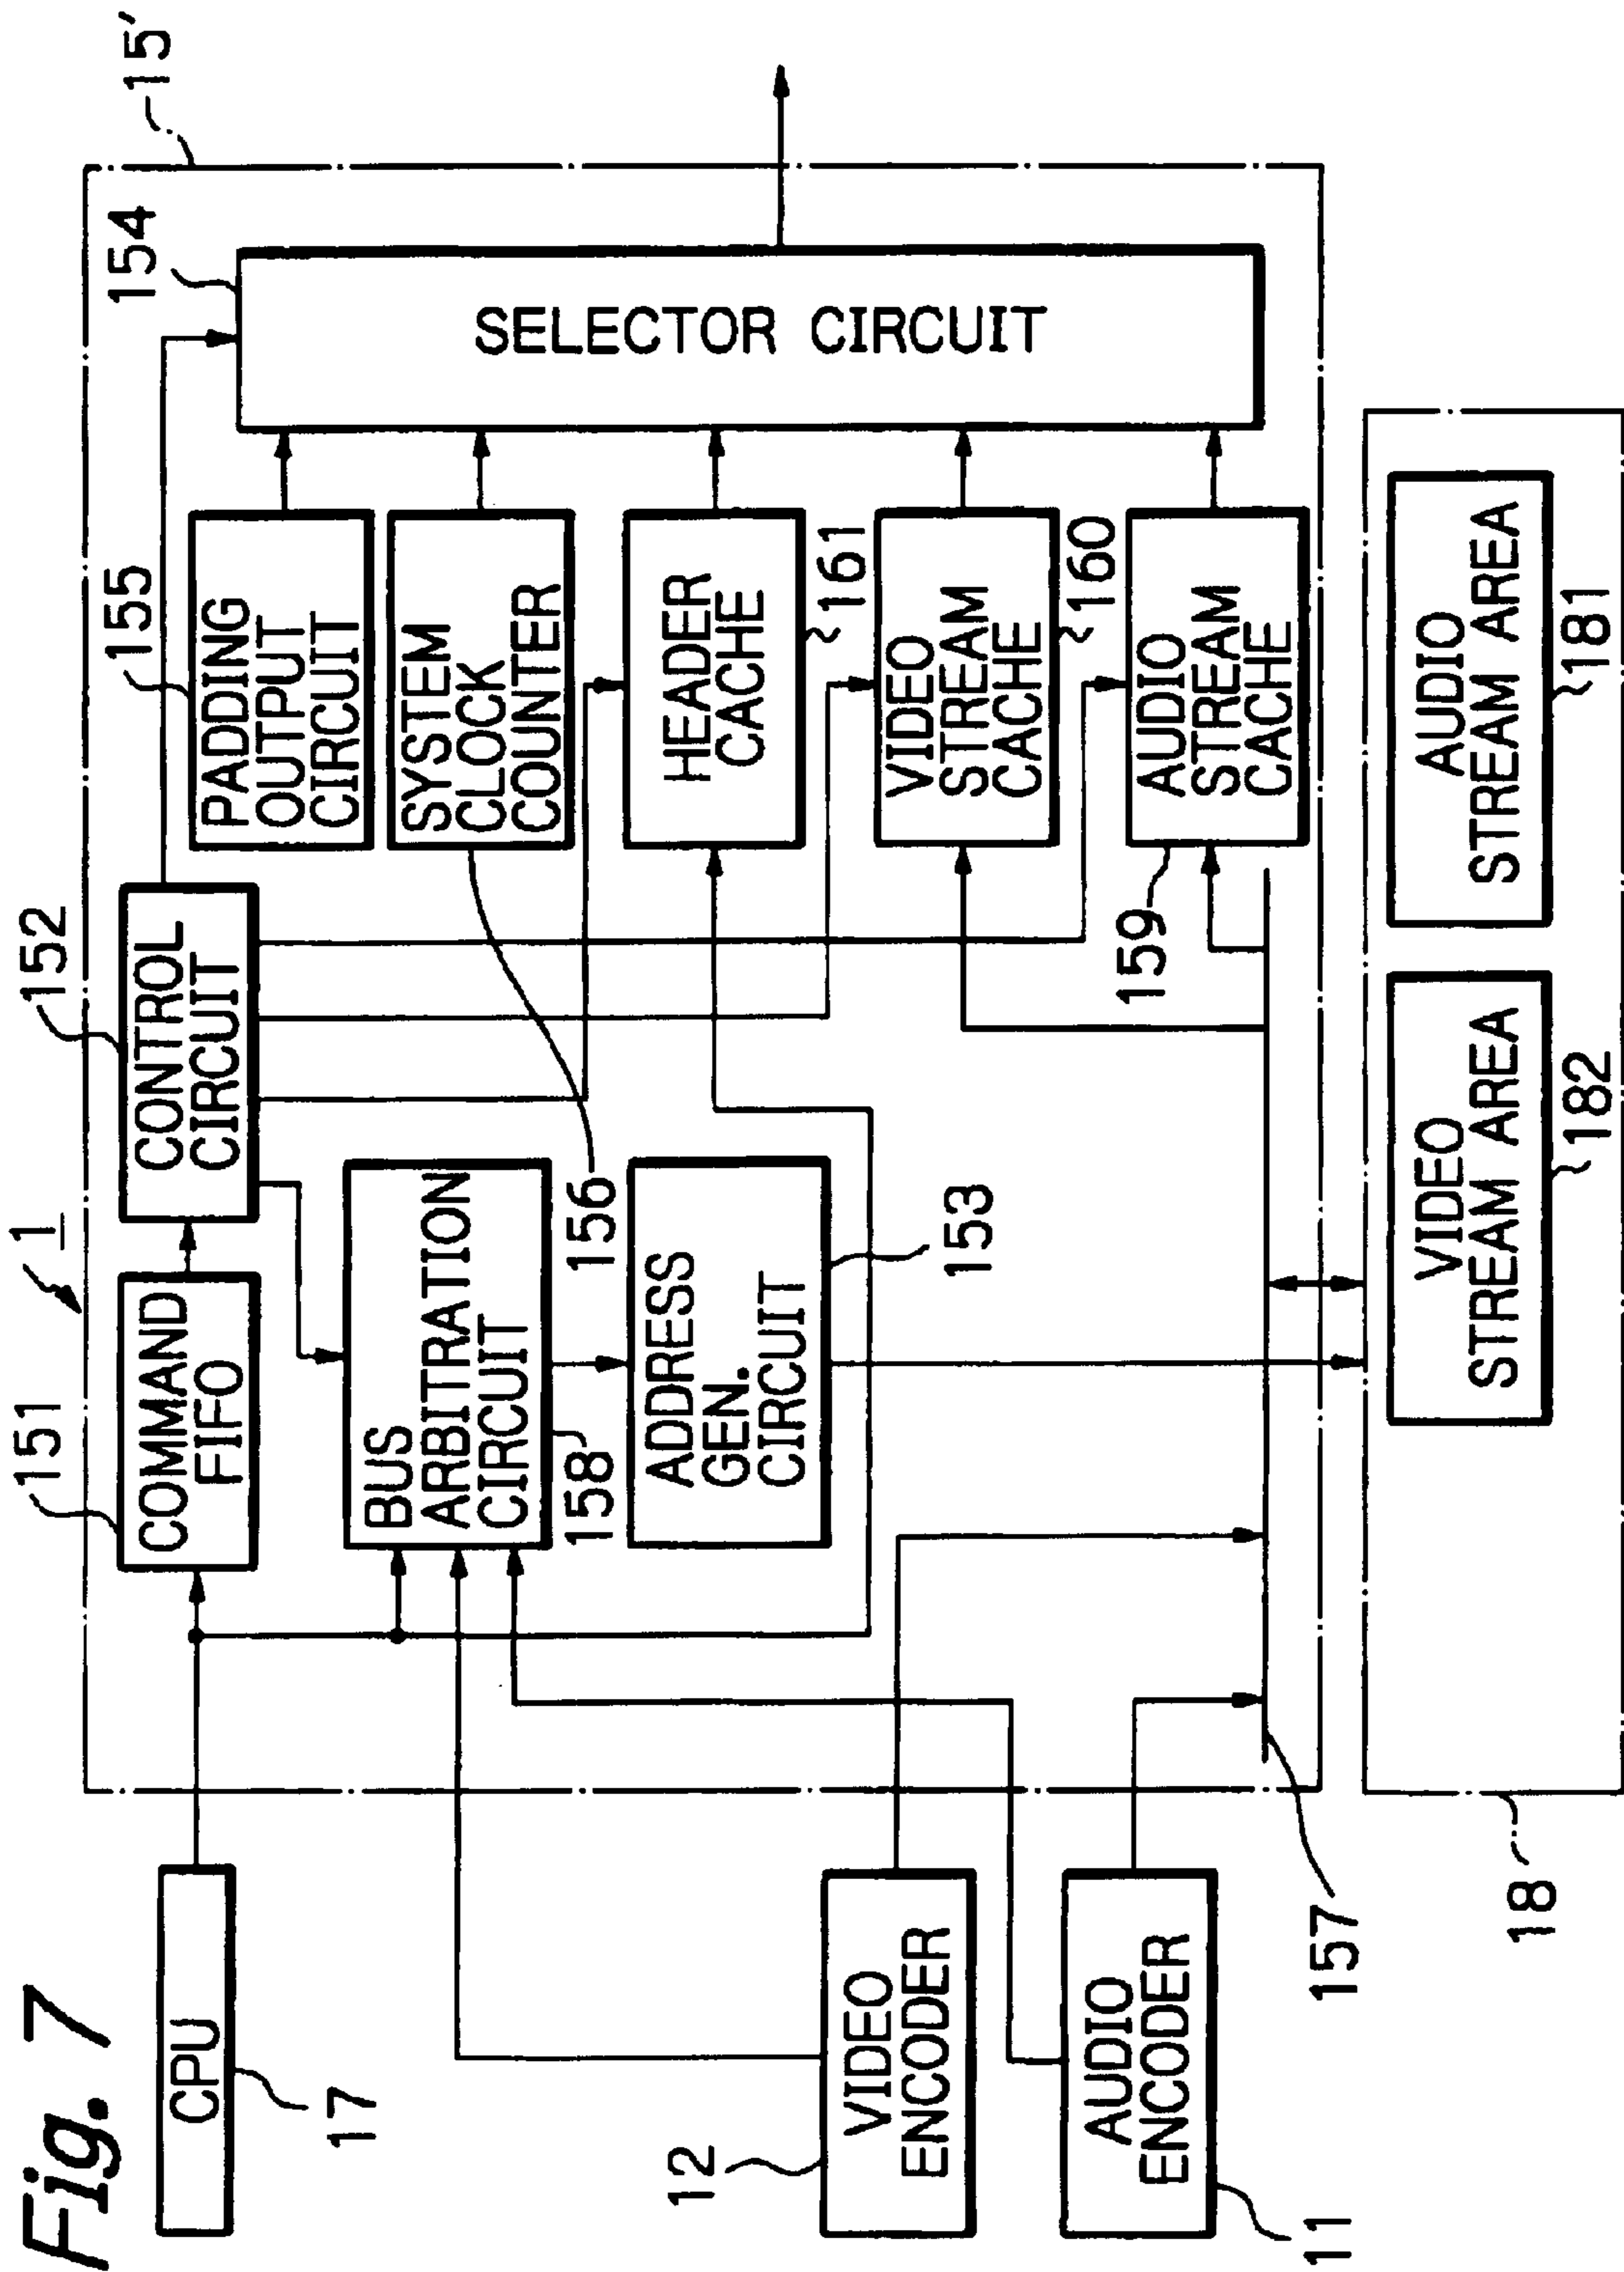 Fig. 7
1
15'
CPU
17
151
COMMAND
FIFO
152
CONTROL
CIRCUIT
155
PADDING
OUTPUT
CIRCUIT
154
SELECTOR CIRCUIT
BUS
ARBITRATION
CIRCUIT
158
156
SYSTEM
CLOCK
COUNTER
ADDRESS
GEN.
CIRCUIT
153
HEADER
CACHE
161
12
VIDEO
ENCODER
VIDEO
STREAM
CACHE
160
AUDIO
ENCODER
11
159
AUDIO
STREAM
CACHE
157
18
VIDEO
STREAM AREA
182
AUDIO
STREAM AREA
181